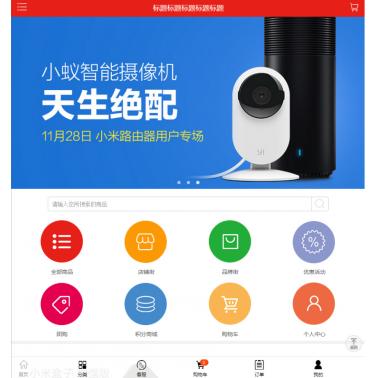 标题标题标题标题标题
小蚁智能摄像机
天生绝配
11月28日 小米路由器用户专场
请输入您所搜索的商品
全部商品 店铺街 品牌街 优惠活动
团购 积分商城 购物车 个人中心
首页 分类 客服 购物车 订单 我的